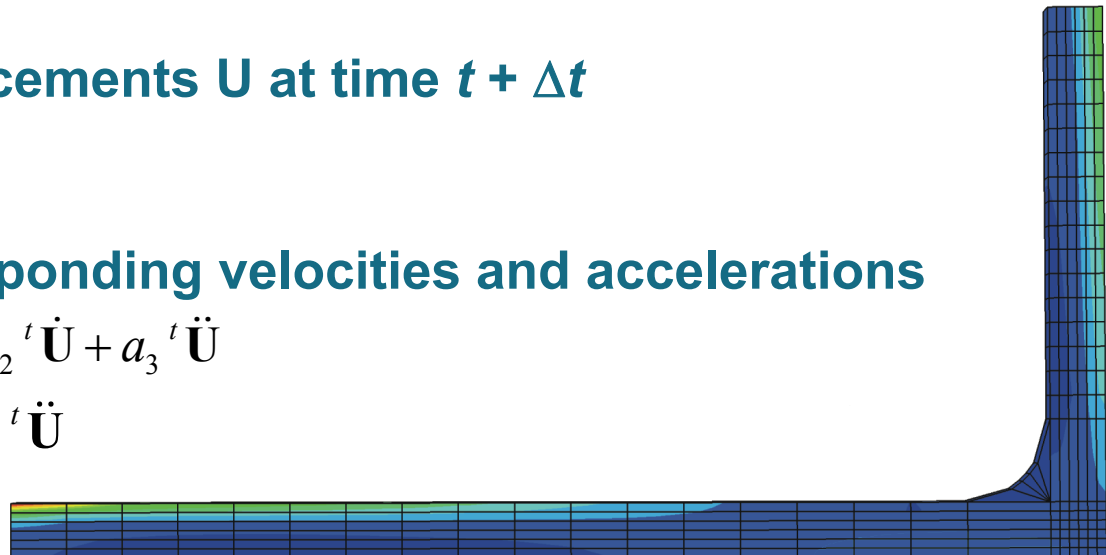 cements U at time t + Δt
ponding velocities and accelerations
₂ ᵗU̇ + a₃ ᵗÜ
ᵗÜ